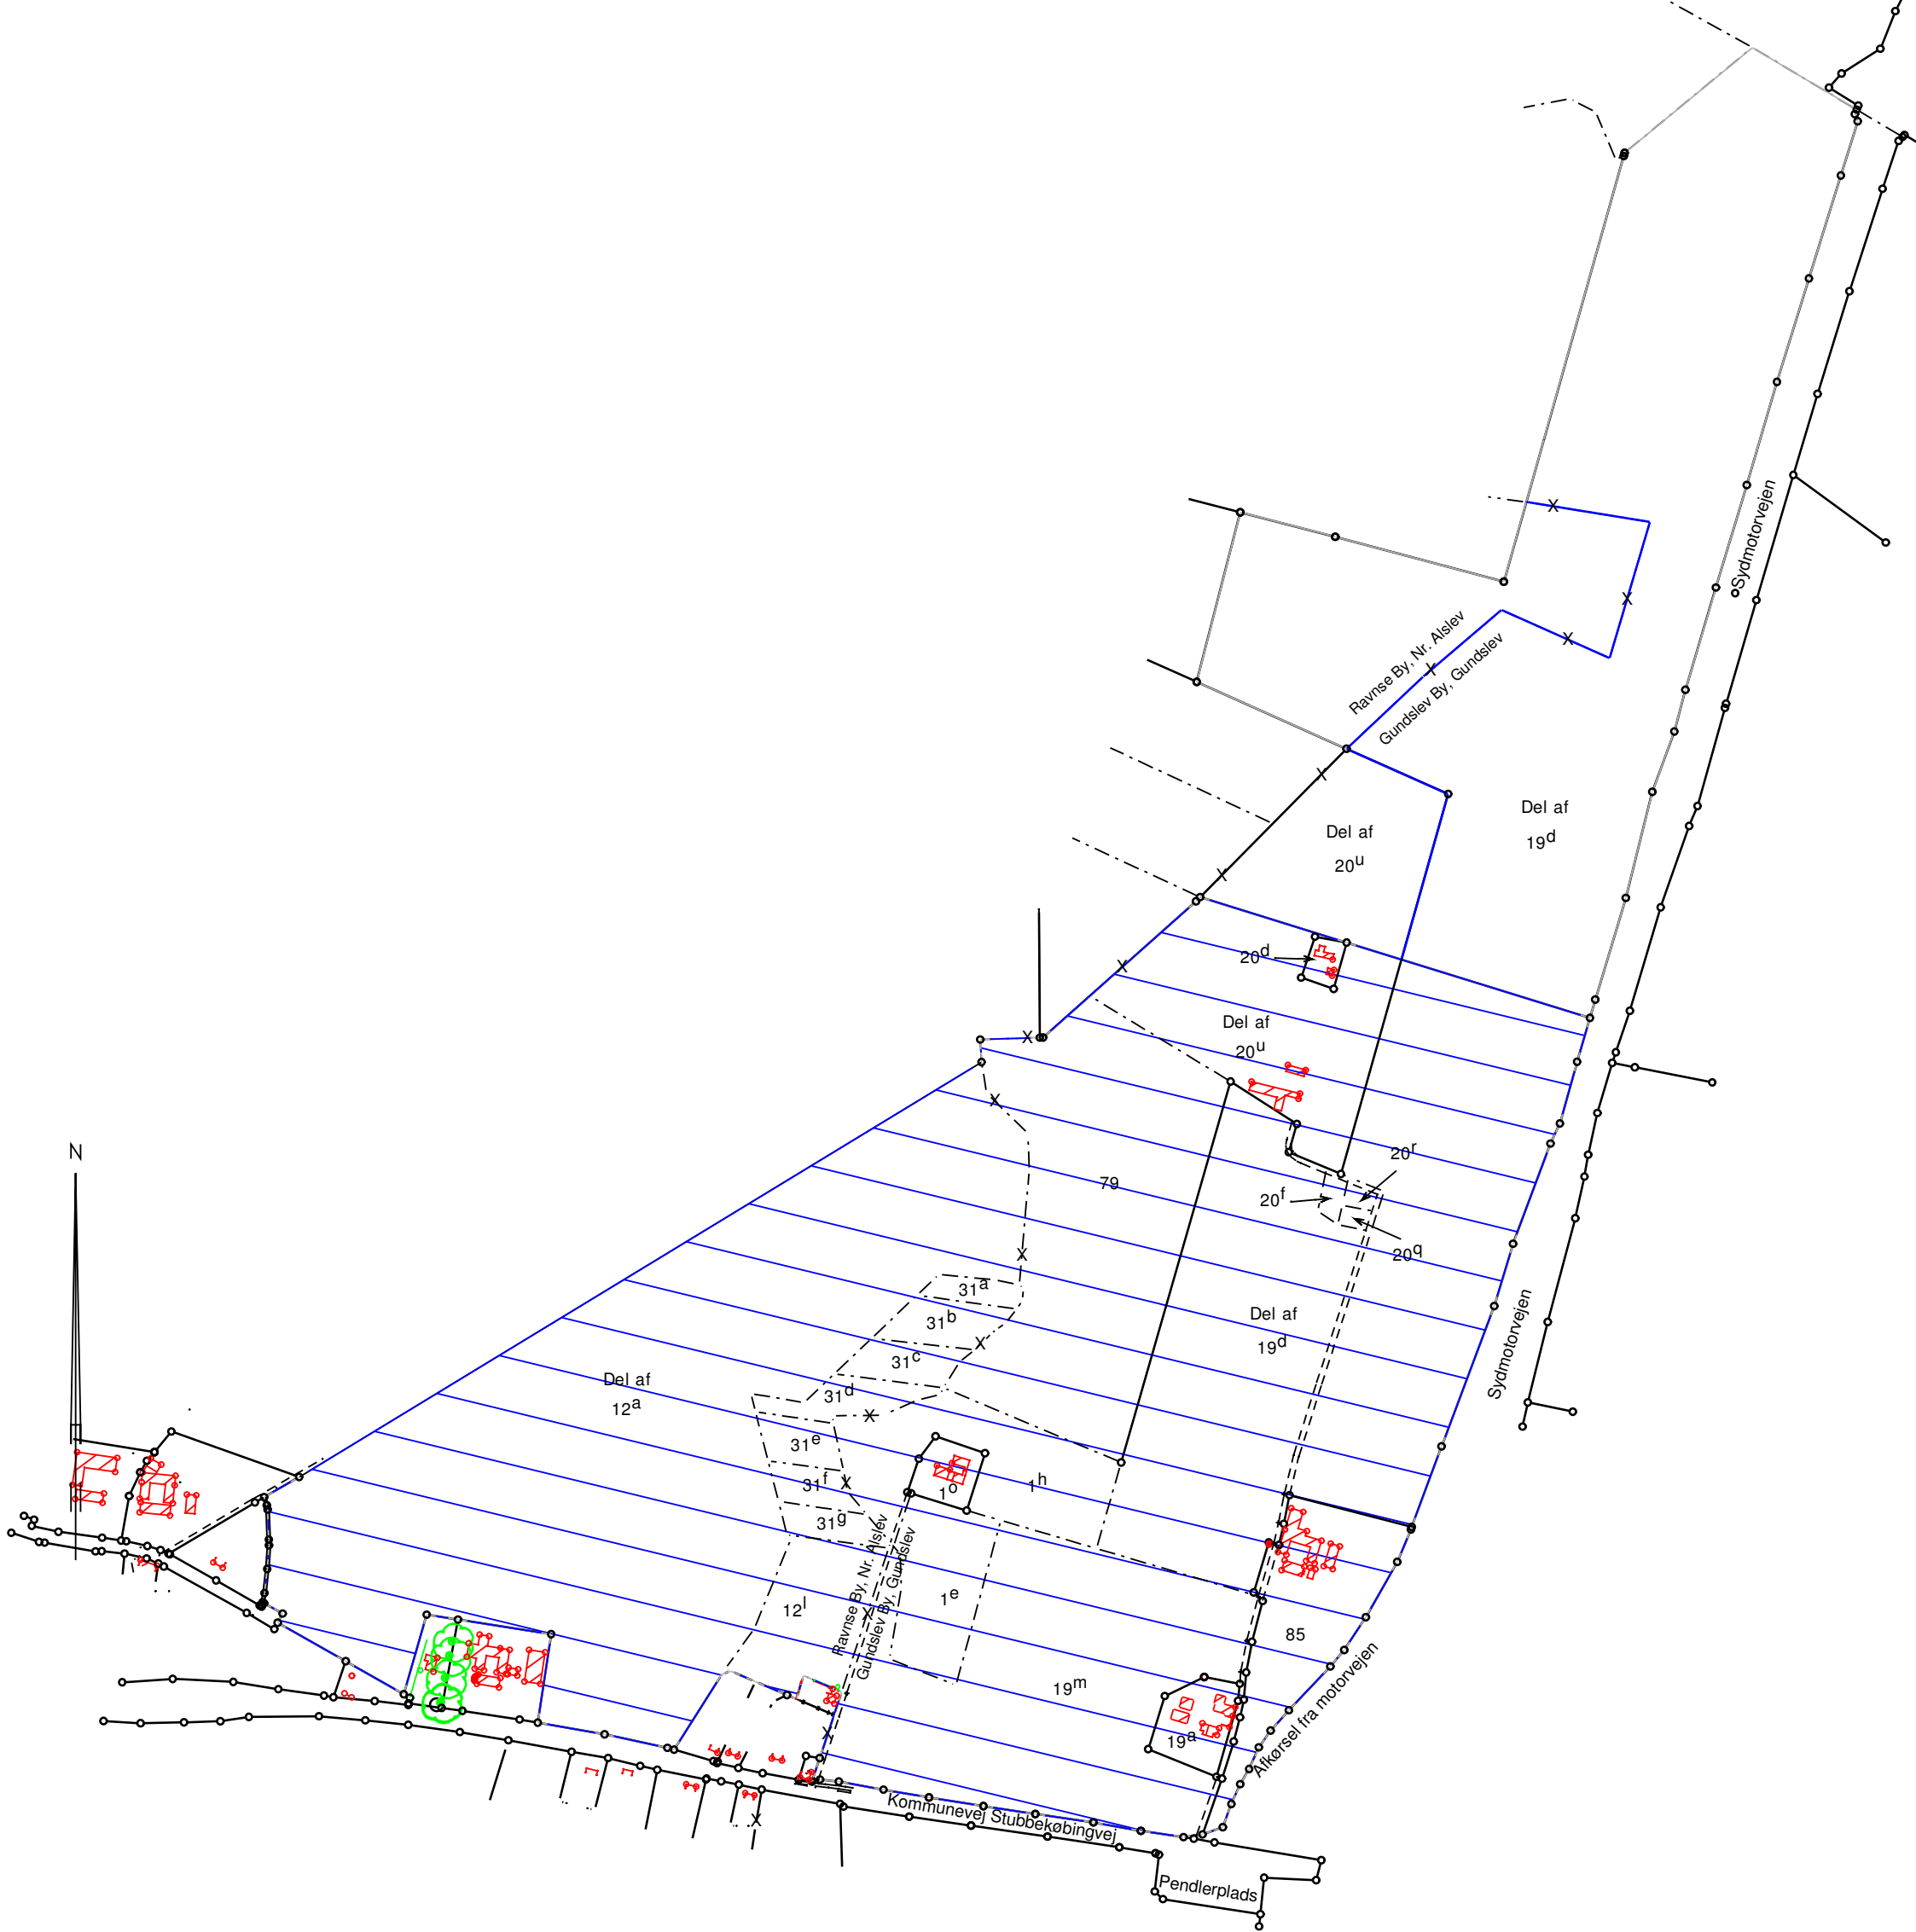 Sydmotorvejen
Ravnse By, Nr. Alslev
Gundslev By, Gundslev
Del af
19d
Del af
20u
20d
Del af
20u
N
79
20r
20f
20q
31a
31b
Del af
19d
31c
Sydmotorvejen
Del af
12a
31d
31e
31f
1o
1h
31g
Ravnse By, Nr. Alslev
Gundslev By, Gundslev
12l
1e
85
19m
19a
Afkørsel fra motorvejen
Kommunevej Stubbekøbingvej
Pendlerplads